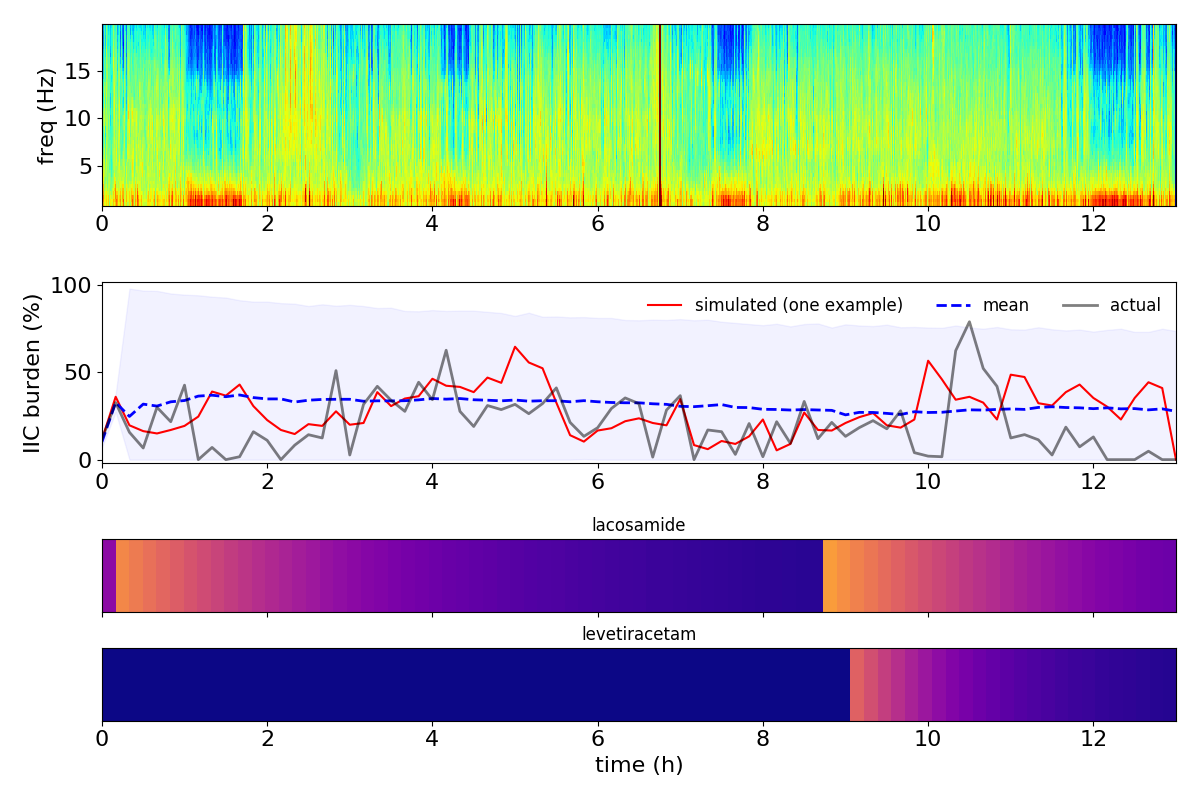 freq (Hz)
15
10
5
0 2 4 6 8 10 12
IIC burden (%)
100
50
0
simulated (one example) mean actual
0 2 4 6 8 10 12
lacosamide
levetiracetam
0 2 4 6 8 10 12
time (h)